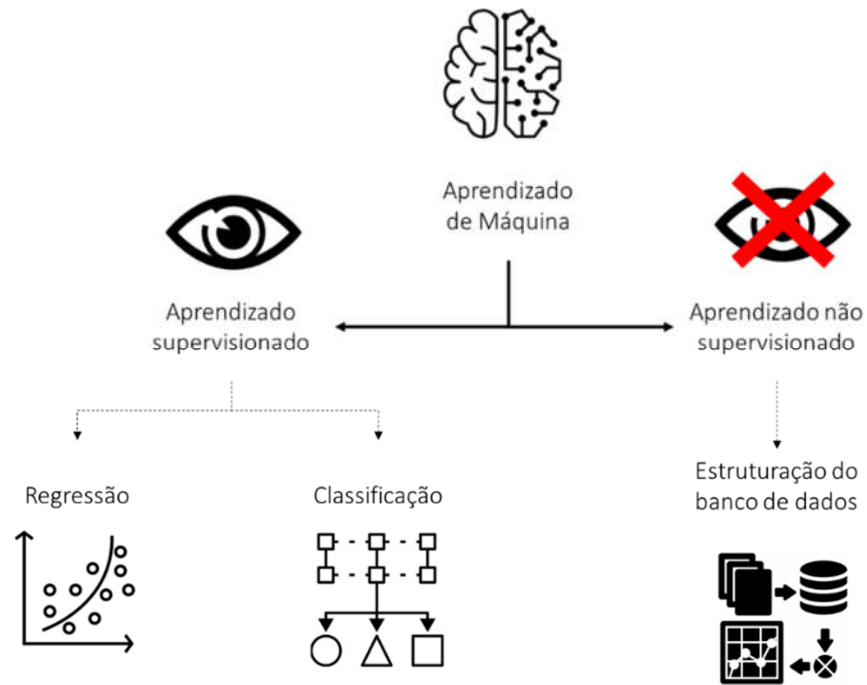 Aprendizado
de Máquina
Aprendizado
supervisionado
Aprendizado não
supervisionado
Regressão
Classificação
Estruturação do
banco de dados